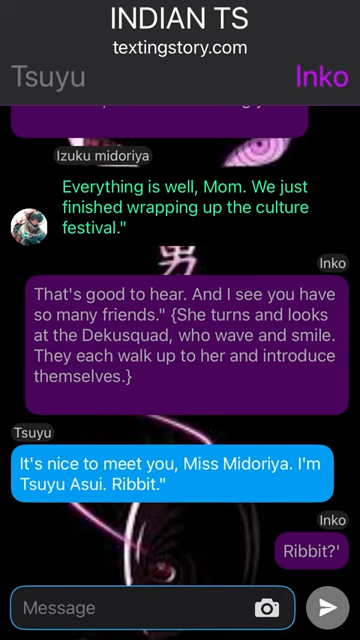 INDIAN TS
textingstory.com
Tsuyu
Inko
Izuku midoriya
Everything is well, Mom. We just
finished wrapping up the culture
festival."
男
Inko
That's good to hear. And I see you have
so many friends." {She turns and looks
at the Dekusquad, who wave and smile.
They each walk up to her and introduce
themselves.}
Tsuyu
It's nice to meet you, Miss Midoriya. I'm
Tsuyu Asui. Ribbit."
Inko
Ribbit?'
Message